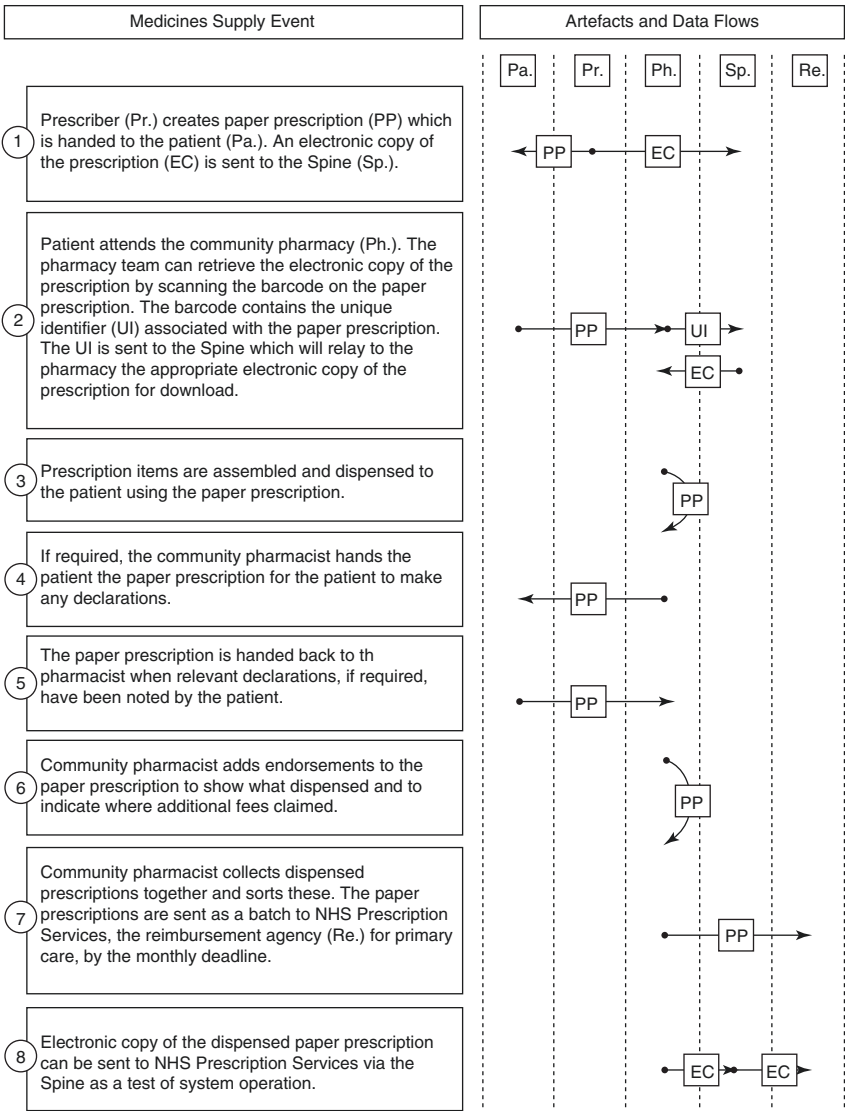 Medicines Supply Event
Artefacts and Data Flows
Pa.
Pr.
Ph.
Sp.
Re.
1
Prescriber (Pr.) creates paper prescription (PP) which
is handed to the patient (Pa.). An electronic copy of
the prescription (EC) is sent to the Spine (Sp.).
PP
EC
2
Patient attends the community pharmacy (Ph.). The
pharmacy team can retrieve the electronic copy of the
prescription by scanning the barcode on the paper
prescription. The barcode contains the unique
identifier (UI) associated with the paper prescription.
The UI is sent to the Spine which will relay to the
pharmacy the appropriate electronic copy of the
prescription for download.
PP
UI
EC
3
Prescription items are assembled and dispensed to
the patient using the paper prescription.
PP
4
If required, the community pharmacist hands the
patient the paper prescription for the patient to make
any declarations.
PP
5
The paper prescription is handed back to th
pharmacist when relevant declarations, if required,
have been noted by the patient.
PP
6
Community pharmacist adds endorsements to the
paper prescription to show what dispensed and to
indicate where additional fees claimed.
PP
7
Community pharmacist collects dispensed
prescriptions together and sorts these. The paper
prescriptions are sent as a batch to NHS Prescription
Services, the reimbursement agency (Re.) for primary
care, by the monthly deadline.
PP
8
Electronic copy of the dispensed paper prescription
can be sent to NHS Prescription Services via the
Spine as a test of system operation.
EC
EC